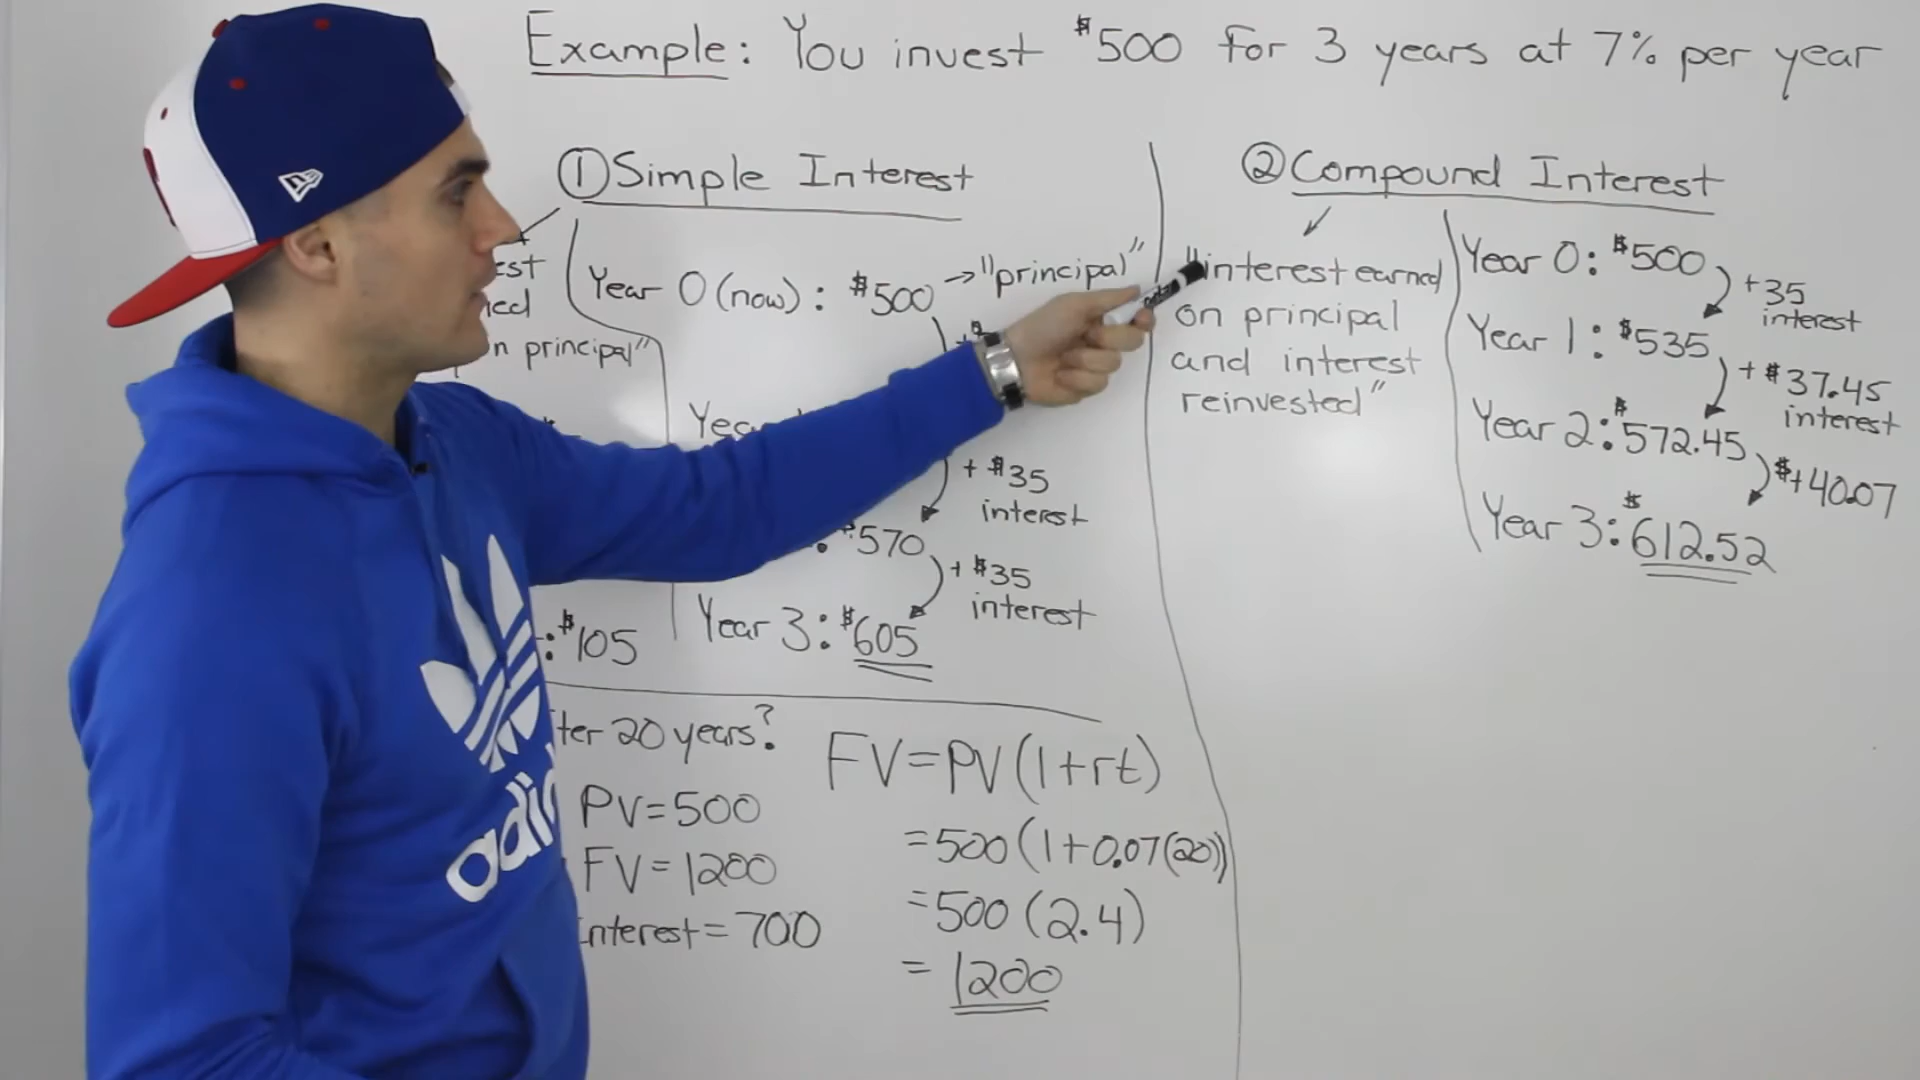 Example: You invest $500 for 3 years at 7% per year
① Simple Interest
on principal"
Year 0 (now): $500 → "principal"
+ $35
interest
$570
+ $35
interest
Year 3: $605
: $105
20 years?
PV=500
FV=1200
Interest=700
FV=PV(1+rt)
=500(1+0.07(20))
=500(2.4)
=1200
② Compound Interest
"interest earned
on principal
and interest
reinvested"
Year 0: $500
+35
interest
Year 1: $535
+ $37.45
interest
Year 2: $572.45
$+40.07
Year 3: $612.52
adidas